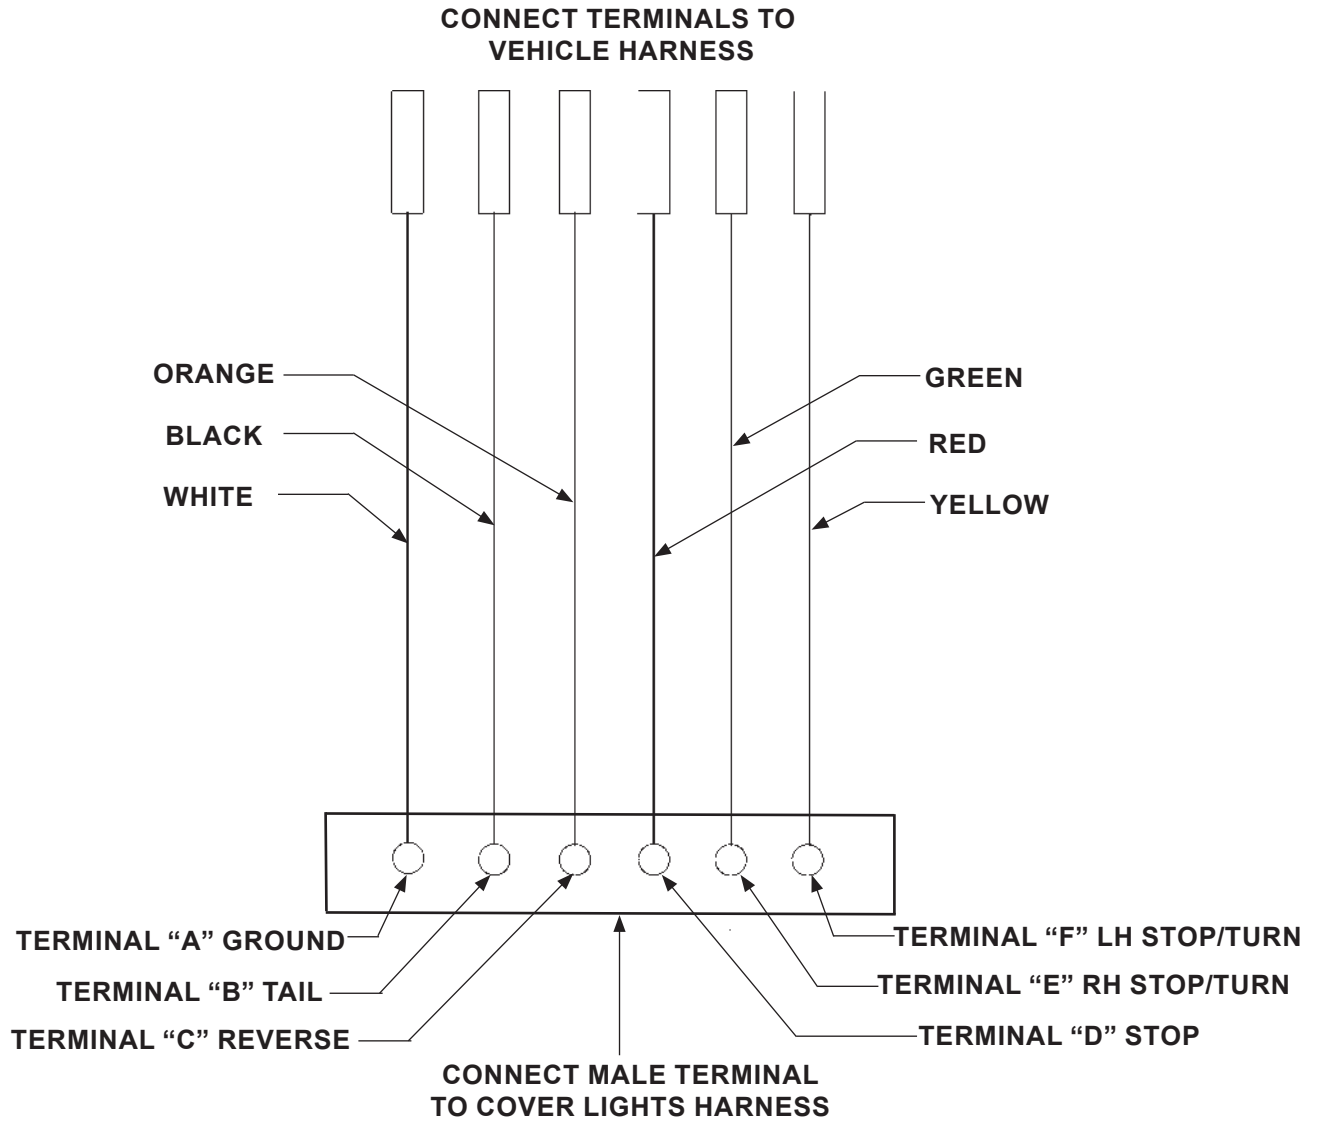 CONNECT TERMINALS TO
VEHICLE HARNESS
ORANGE
GREEN
BLACK
RED
WHITE
YELLOW
TERMINAL “A” GROUND
TERMINAL “F” LH STOP/TURN
TERMINAL “B” TAIL
TERMINAL “E” RH STOP/TURN
TERMINAL “C” REVERSE
TERMINAL “D” STOP
CONNECT MALE TERMINAL
TO COVER LIGHTS HARNESS